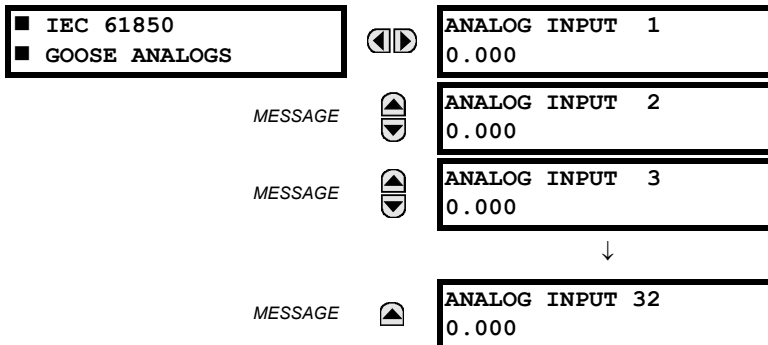 ■ IEC 61850
■ GOOSE ANALOGS
ANALOG INPUT 1
0.000
MESSAGE
ANALOG INPUT 2
0.000
MESSAGE
ANALOG INPUT 3
0.000
↓
MESSAGE
ANALOG INPUT 32
0.000